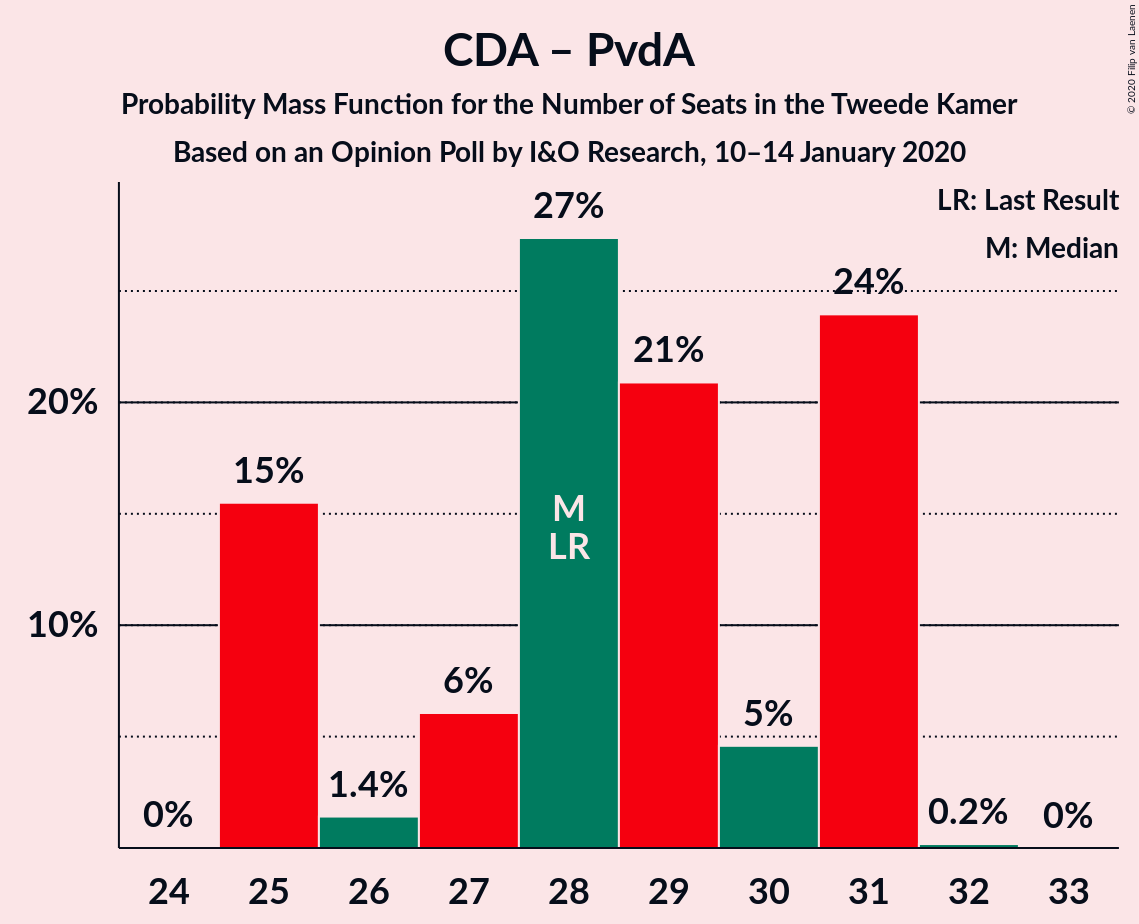 CDA – PvdA
Probability Mass Function for the Number of Seats in the Tweede Kamer
Based on an Opinion Poll by I&O Research, 10–14 January 2020
© 2020 Filip van Laenen
LR: Last Result
M: Median
20%
10%
0%
15%
1.4%
6%
27%
M
LR
21%
5%
24%
0.2%
0%
24 25 26 27 28 29 30 31 32 33